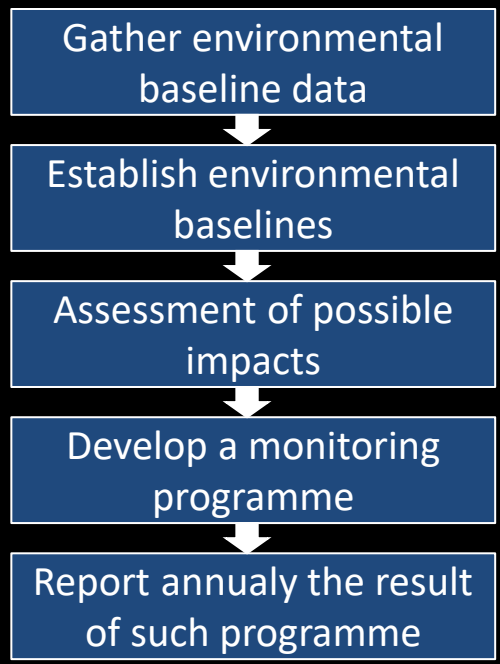 Gather environmental
baseline data
Establish environmental
baselines
Assessment of possible
impacts
Develop a monitoring
programme
Report annualy the result
of such programme